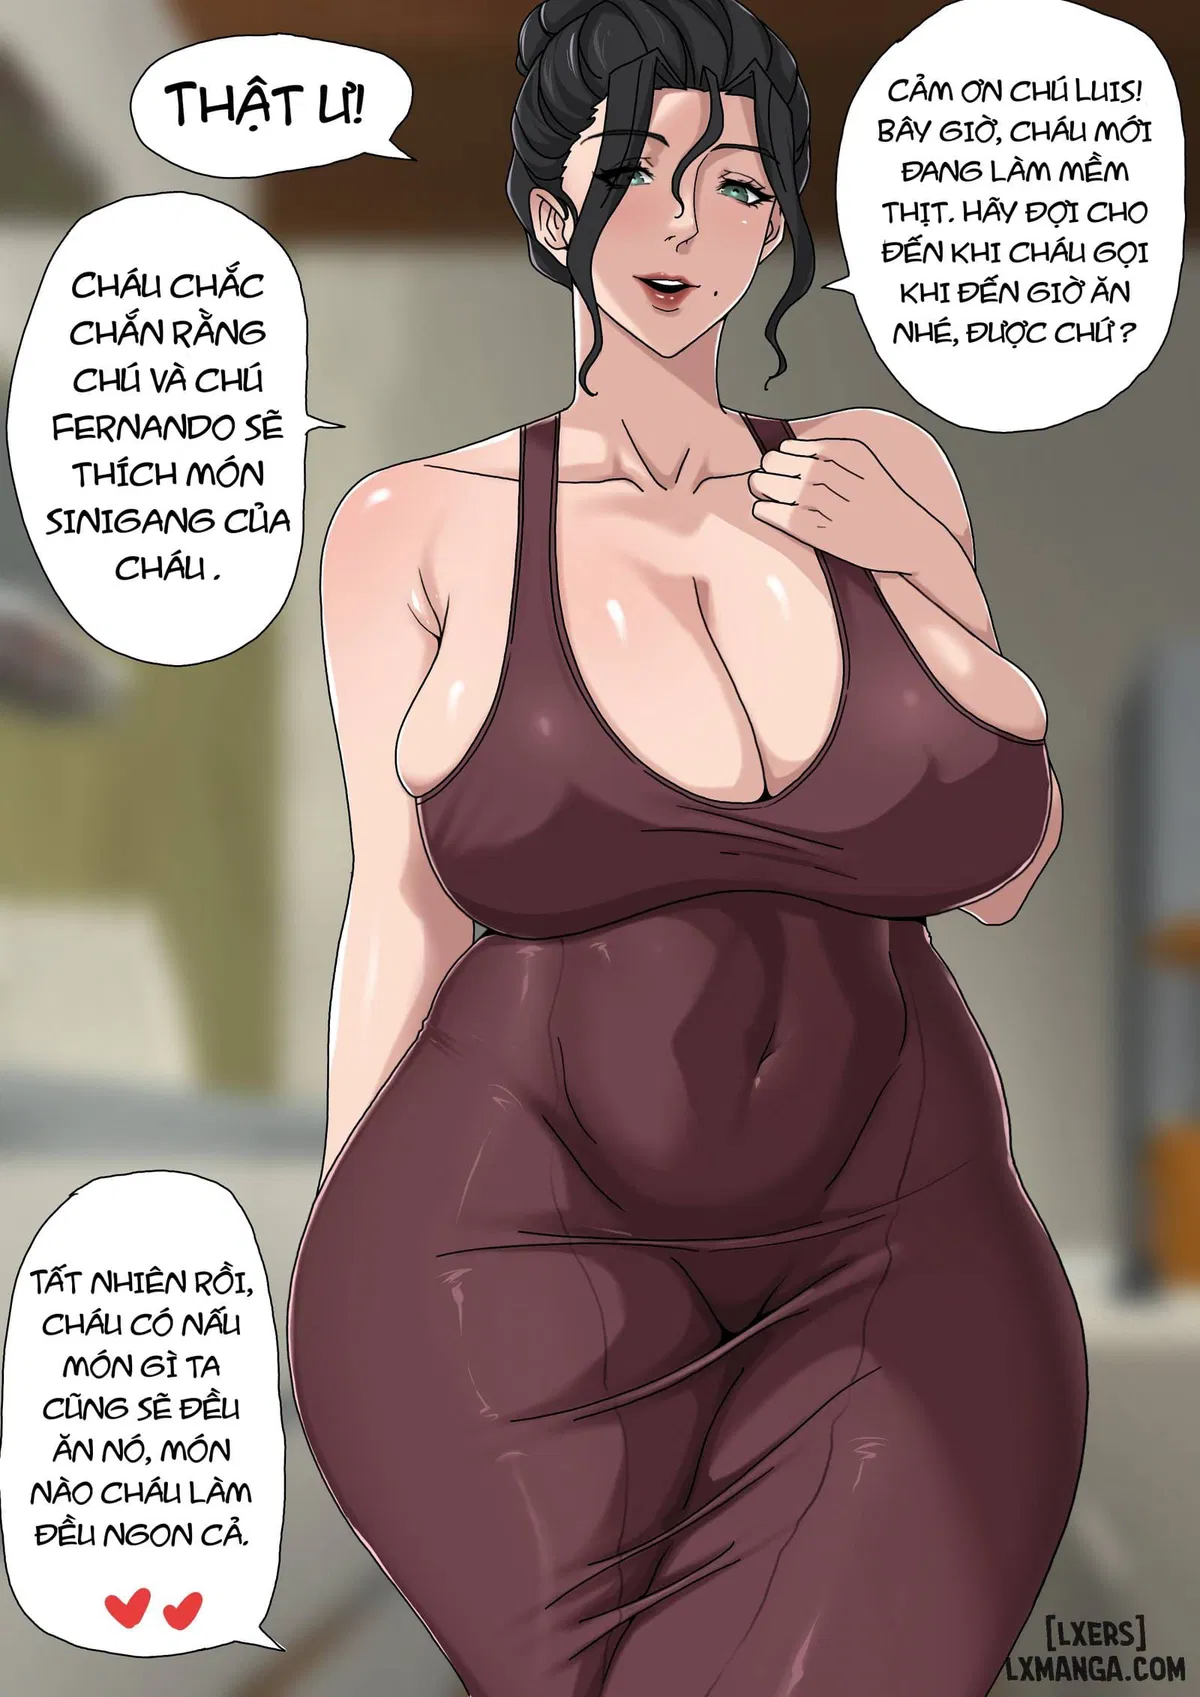 THẬT Ư!
CHÁU CHẮC
CHẮN RẰNG
CHÚ VÀ CHÚ
FERNANDO SẼ
THÍCH MÓN
SINIGANG CỦA
CHÁU.
CẢM ƠN CHÚ LUIS!
BÂY GIỜ, CHÁU MỚI
ĐANG LÀM MỀM
THỊT. HÃY ĐỢI CHO
ĐẾN KHI CHÁU GỌI
KHI ĐẾN GIỜ ĂN
NHÉ, ĐƯỢC CHỨ?
TẤT NHIÊN RỒI,
CHÁU CÓ NẤU
MÓN GÌ TA
CŨNG SẼ ĐỀU
ĂN NÓ, MÓN
NÀO CHÁU LÀM
ĐỀU NGON CẢ.
[LXERS]
LXMANGA.COM